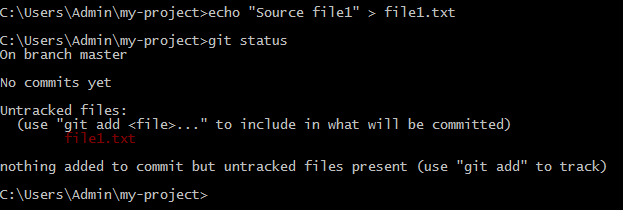 C:\Users\Admin\my-project>echo "Source file1" > file1.txt
C:\Users\Admin\my-project>git status
On branch master
No commits yet
Untracked files:
  (use "git add <file>..." to include in what will be committed)
        file1.txt
nothing added to commit but untracked files present (use "git add" to track)
C:\Users\Admin\my-project>